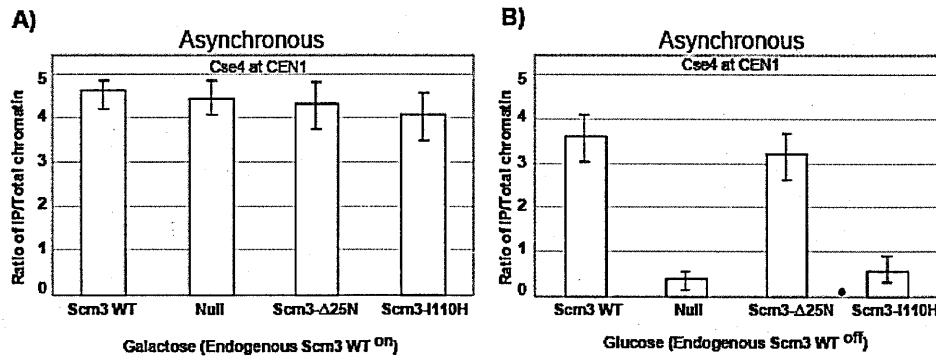 A)
Asynchronous
Cse4 at CEN1
Ratio of IP/Total chromatin
5
4
3
2
1
0
Scm3 WT
Null
Scm3-Δ25N
Scm3-I110H
Galactose (Endogenous Scm3 WT on)
B)
Asynchronous
Cse4 at CEN1
Ratio of IP/Total chromatin
5
4
3
2
1
0
Scm3 WT
Null
Scm3-Δ25N
Scm3-I110H
Glucose (Endogenous Scm3 WT off)